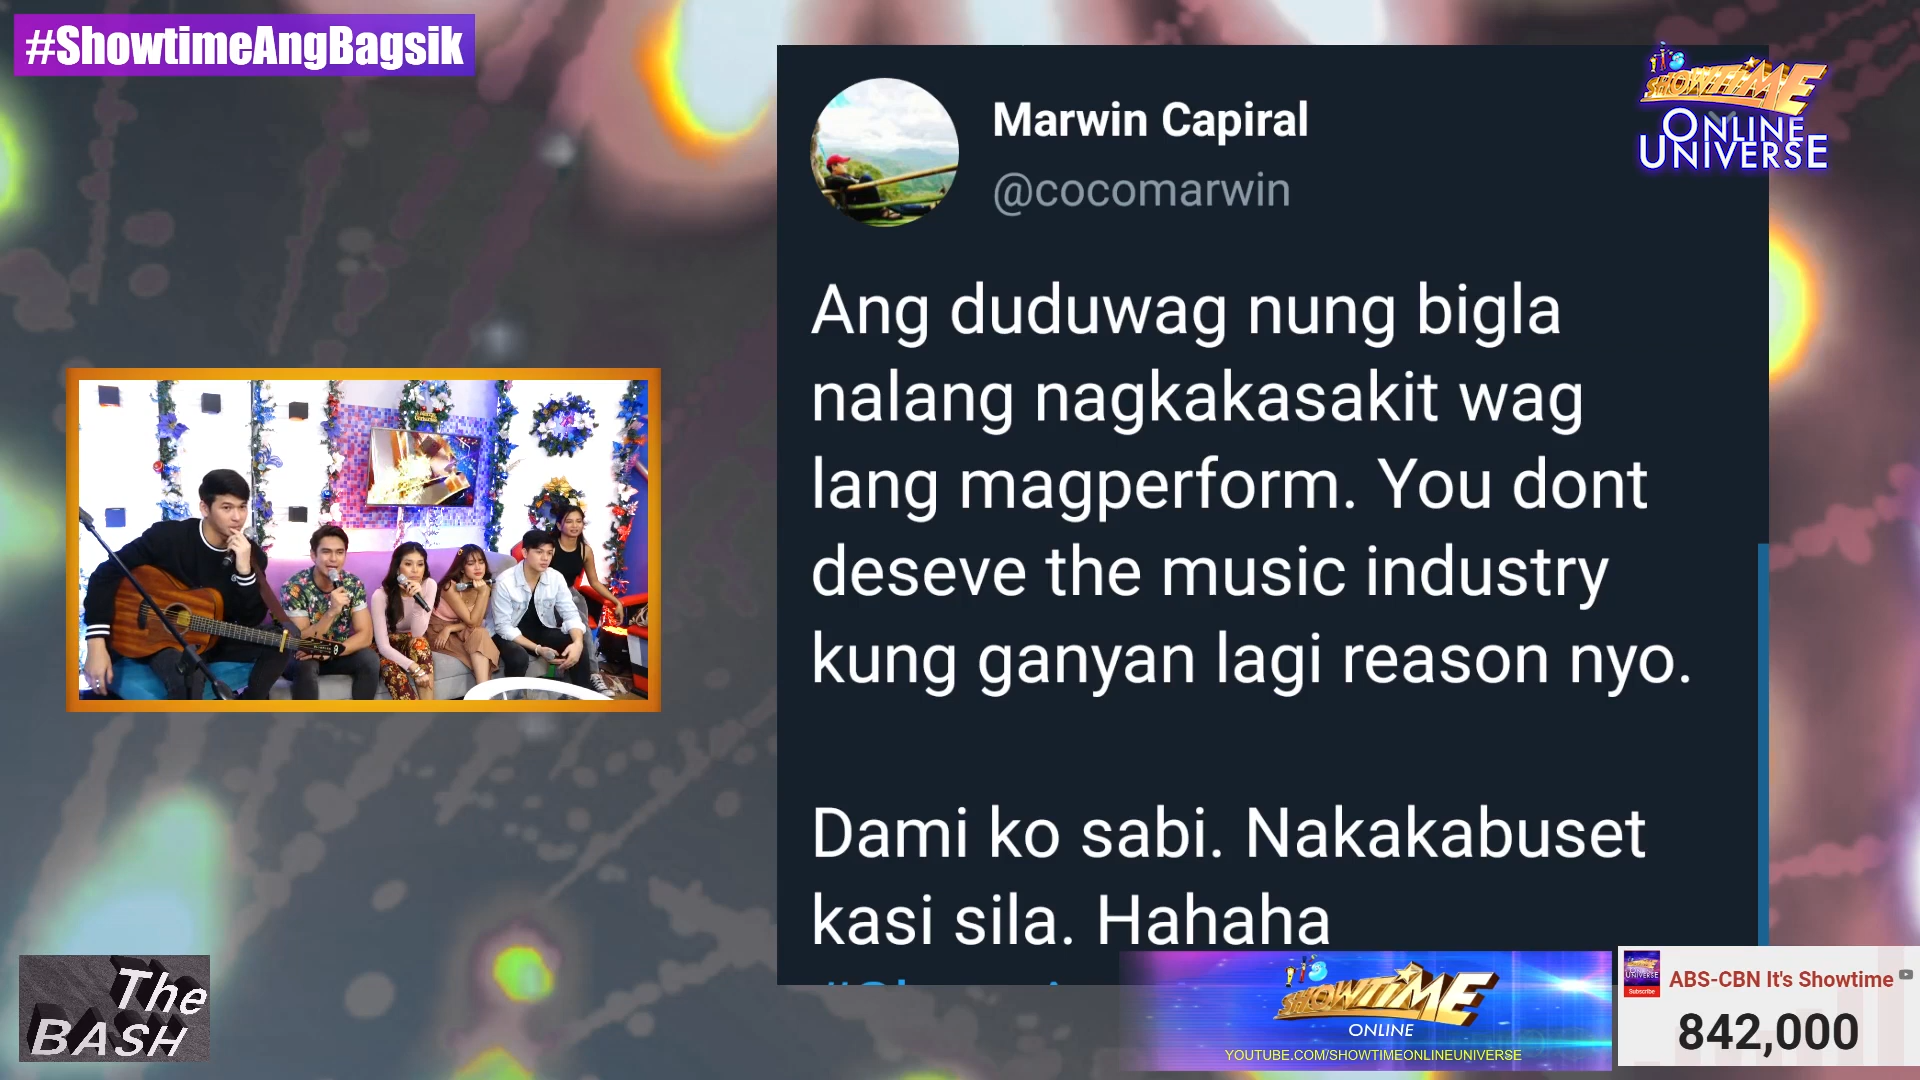 #ShowtimeAngBagsik
Marwin Capiral
@cocomarwin
Ang duduwag nung bigla
nalang nagkakasakit wag
lang magperform. You dont
deseve the music industry
kung ganyan lagi reason nyo.
Dami ko sabi. Nakakabuset
kasi sila. Hahaha
It's
SHOWTIME
ONLINE
UNIVERSE
The
BASH
It's
SHOWTIME
ONLINE
YOUTUBE.COM/SHOWTIMEONLINEUNIVERSE
UNIVERSE
Subscribe
ABS-CBN It's Showtime
842,000